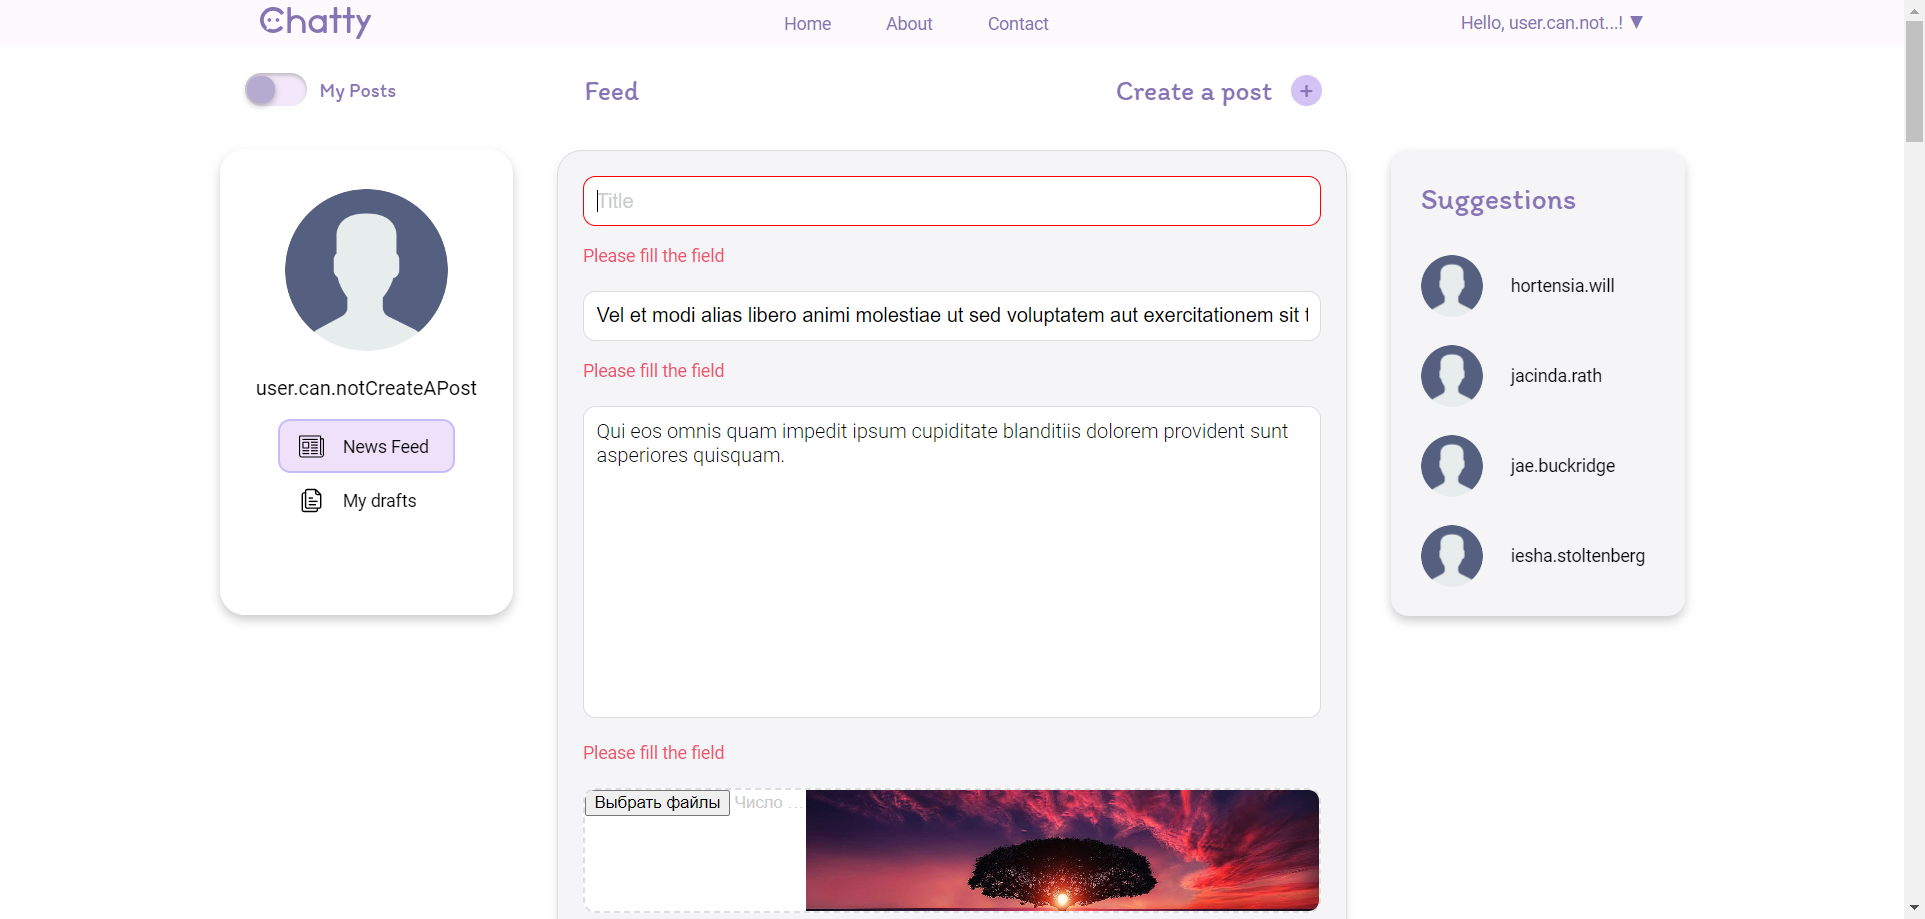 Chatty
Home
About
Contact
Hello, user.can.not...! ▼
My Posts
Feed
Create a post +
user.can.notCreateAPost
News Feed
My drafts
Title
Please fill the field
Vel et modi alias libero animi molestiae ut sed voluptatem aut exercitationem sit
Please fill the field
Qui eos omnis quam impedit ipsum cupiditate blanditiis dolorem provident sunt
asperiores quisquam.
Please fill the field
Выбрать файлы Число ...
Suggestions
hortensia.will
jacinda.rath
jae.buckridge
iesha.stoltenberg